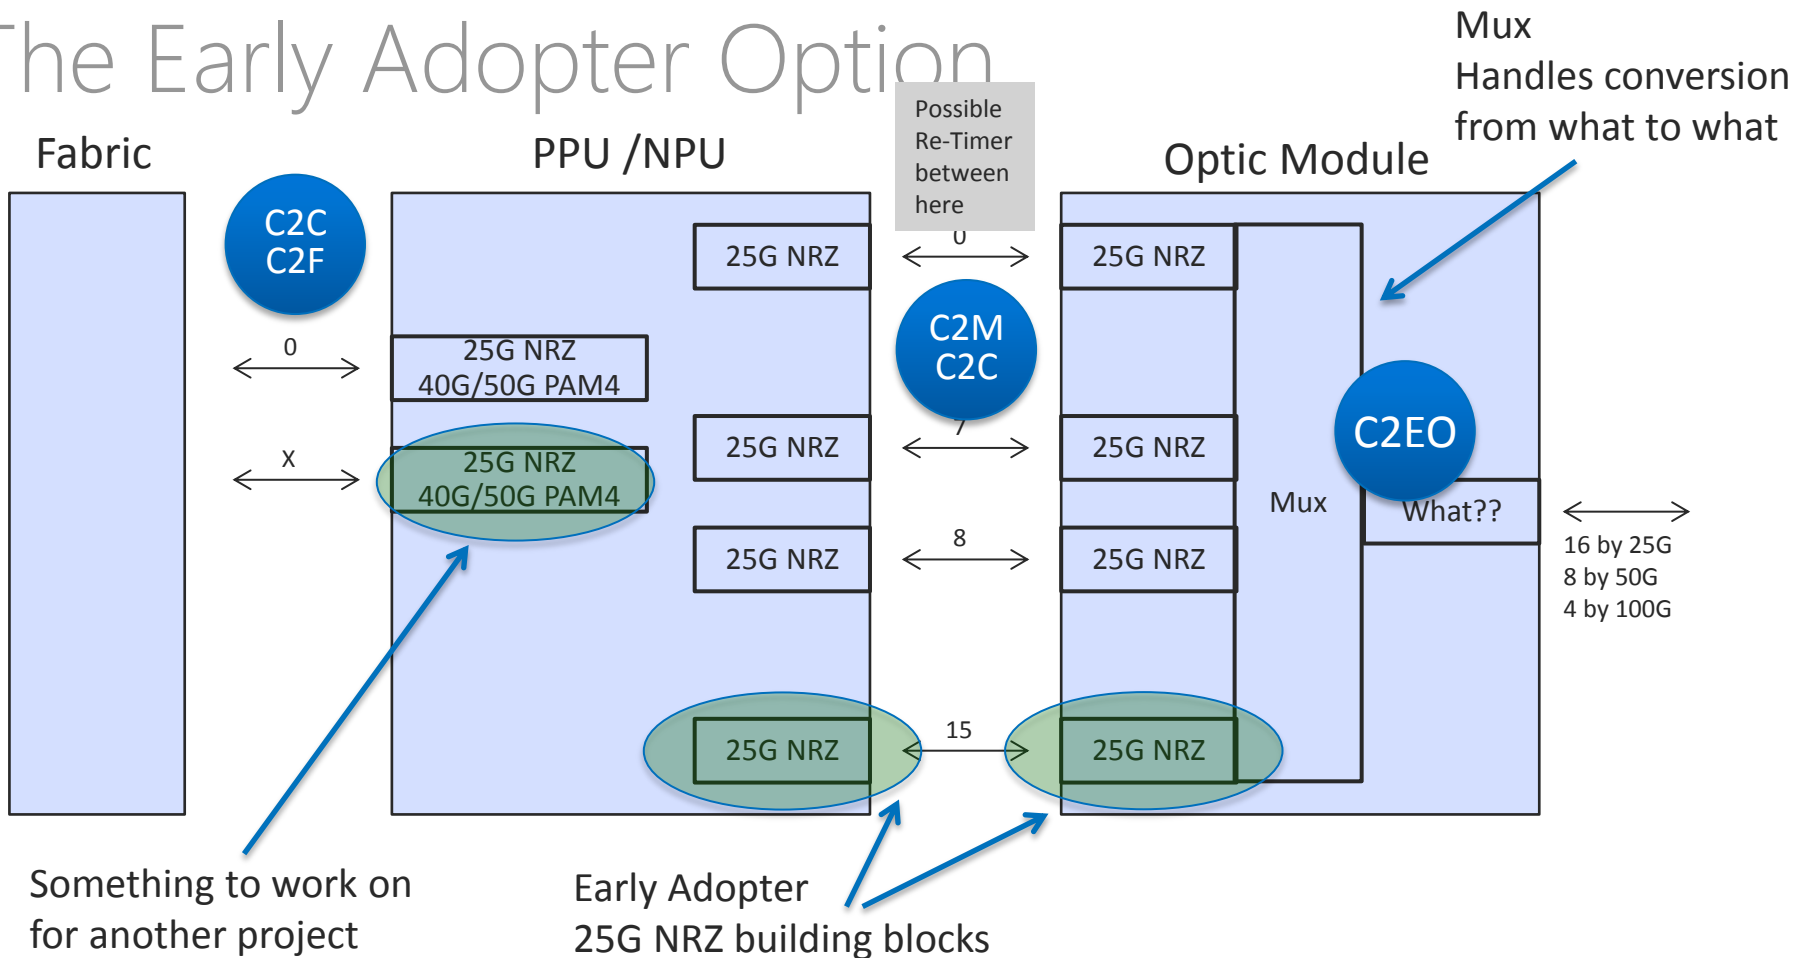 The Early Adopter Option
Mux
Handles conversion
from what to what
Possible
Re-Timer
between
here
Fabric
PPU /NPU
Optic Module
C2C
C2F
25G NRZ
0
25G NRZ
C2M
C2C
0
25G NRZ
40G/50G PAM4
C2EO
X
25G NRZ
40G/50G PAM4
25G NRZ
7
25G NRZ
Mux
What??
25G NRZ
8
25G NRZ
16 by 25G
8 by 50G
4 by 100G
25G NRZ
15
25G NRZ
Something to work on
for another project
Early Adopter
25G NRZ building blocks